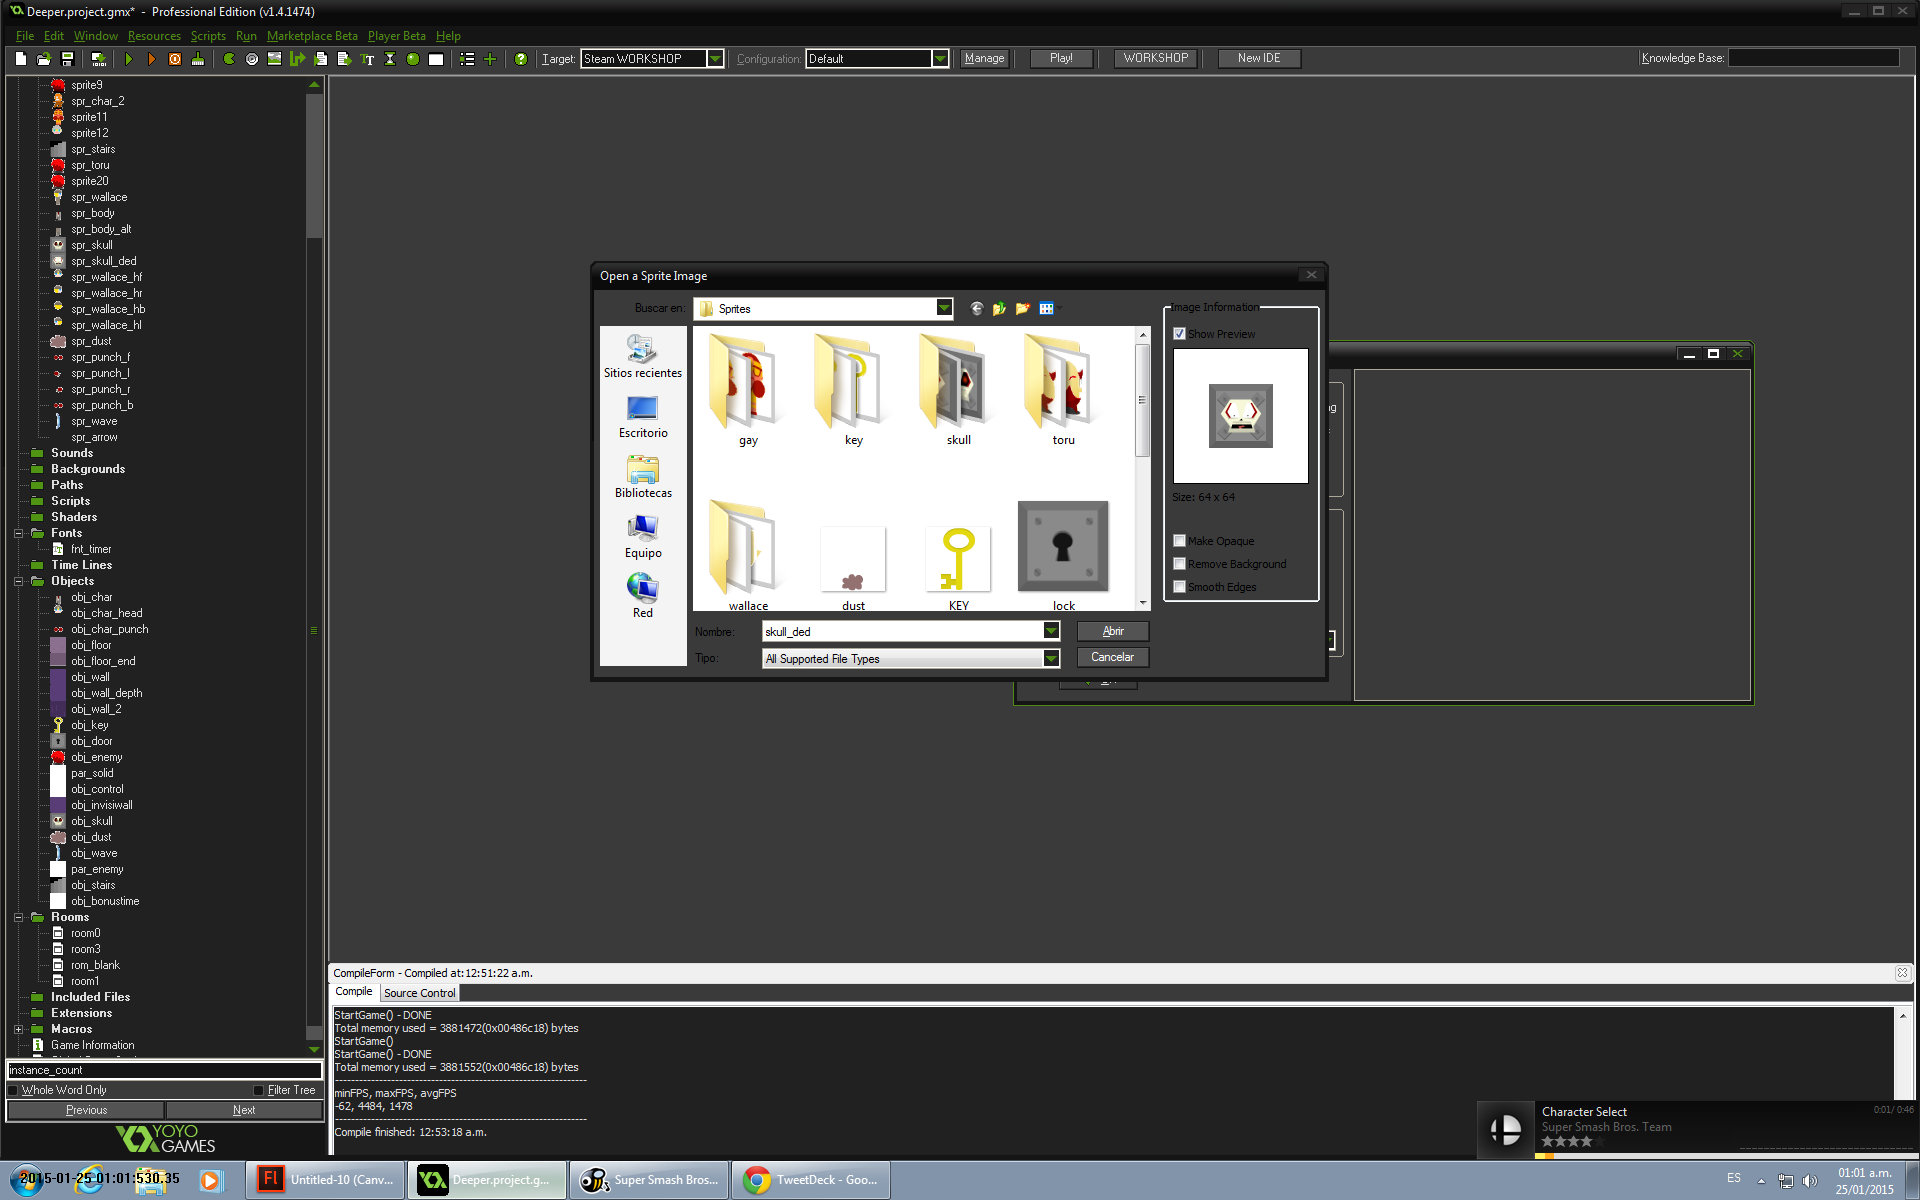 Deeper.project.gmx* - Professional Edition (v1.4.1474)
File Edit Window Resources Scripts Run Marketplace Beta Player Beta Help
Target: Steam WORKSHOP Configuration: Default Manage Play! WORKSHOP New IDE Knowledge Base:
sprite9
spr_char_2
sprite11
sprite12
spr_stairs
spr_toru
sprite20
spr_wallace
spr_body
spr_body_alt
spr_skull
spr_skull_ded
spr_wallace_hf
spr_wallace_hr
spr_wallace_hb
spr_wallace_hl
spr_dust
spr_punch_f
spr_punch_l
spr_punch_r
spr_punch_b
spr_wave
spr_arrow
Sounds
Backgrounds
Paths
Scripts
Shaders
Fonts
fnt_timer
Time Lines
Objects
obj_char
obj_char_head
obj_char_punch
obj_floor
obj_floor_end
obj_wall
obj_wall_depth
obj_wall_2
obj_key
obj_door
obj_enemy
par_solid
obj_control
obj_invisiwall
obj_skull
obj_dust
obj_wave
par_enemy
obj_stairs
obj_bonustime
Rooms
room0
room3
rom_blank
room1
Included Files
Extensions
Macros
Game Information
instance_count
Whole Word Only Filter Tree
Previous Next
YOYO
GAMES
Open a Sprite Image
Buscar en: Sprites
Sitios recientes
Escritorio
Bibliotecas
Equipo
Red
gay key skull toru
wallace dust KEY lock
Nombre: skull_ded Abrir
Tipo: All Supported File Types Cancelar
Image Information
Show Preview
Size: 64 x 64
Make Opaque
Remove Background
Smooth Edges
CompileForm - Compiled at:12:51:22 a.m.
Compile Source Control
StartGame() - DONE
Total memory used = 3881472(0x00486c18) bytes
StartGame()
StartGame() - DONE
Total memory used = 3881552(0x00486c18) bytes
minFPS, maxFPS, avgFPS
-62, 4484, 1478
Compile finished: 12:53:18 a.m.
Character Select 0:01/ 0:46
Super Smash Bros. Team
2015-01-25 01:01:530.35
Fl Untitled-10 (Canv...
Deeper.project.g...
Super Smash Bros...
TweetDeck - Goo...
ES
01:01 a.m.
25/01/2015